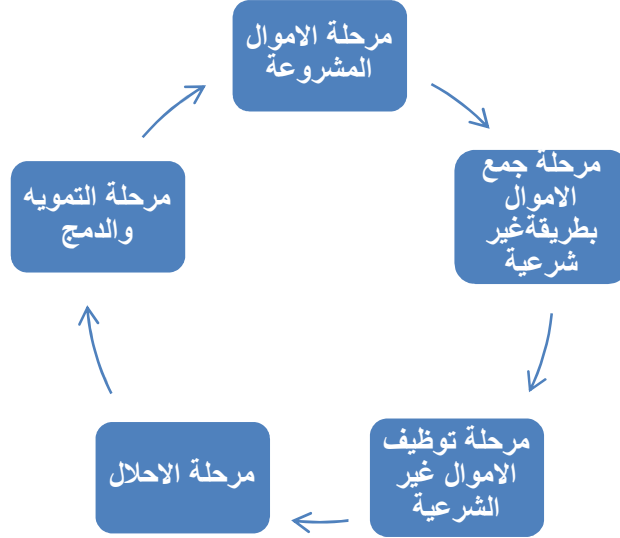 مرحلة الاموال
المشروعة
مرحلة جمع
الاموال
بطريقةغير
شرعية
مرحلة توظيف
الاموال غير
الشرعية
مرحلة الاحلال
مرحلة التمويه
والدمج